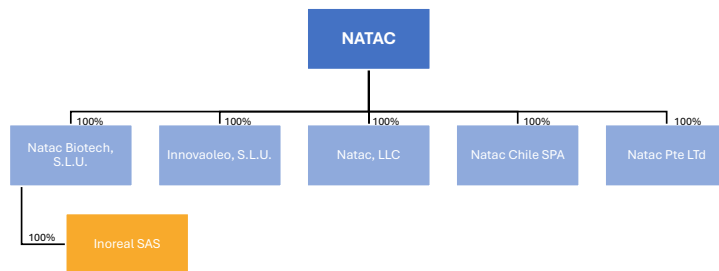 NATAC
100%
100%
100%
100%
100%
Natac Biotech,
S.L.U.
Innovaoleo, S.L.U.
Natac, LLC
Natac Chile SPA
Natac Pte LTd
100%
Inoreal SAS